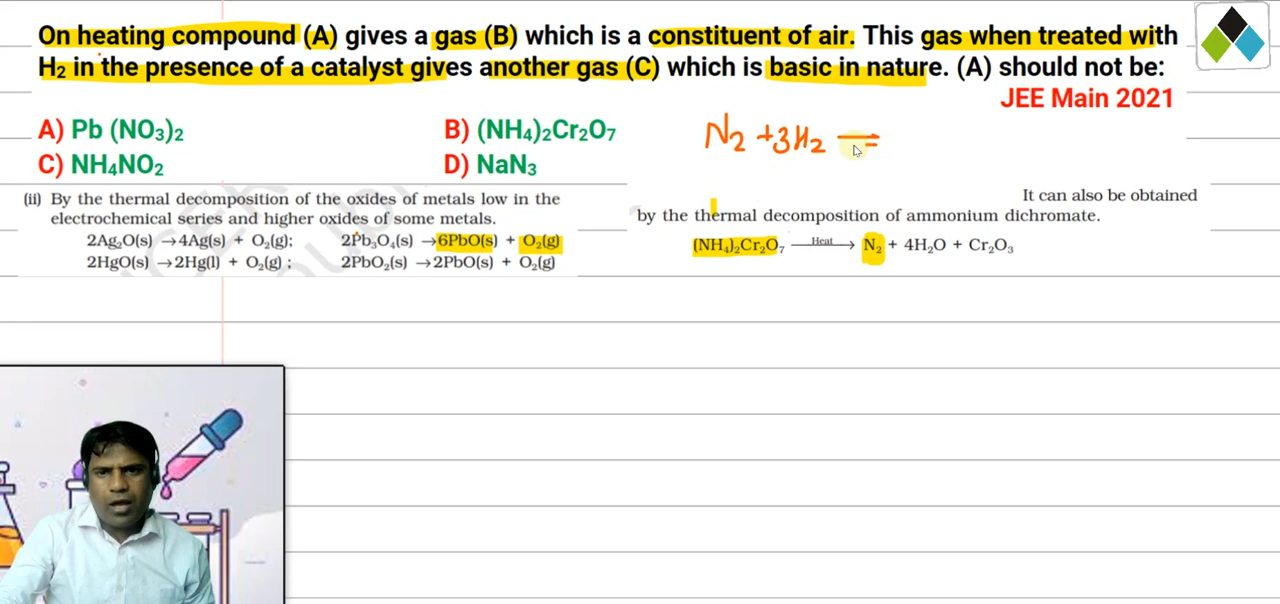 On heating compound (A) gives a gas (B) which is a constituent of air. This gas when treated with
H₂ in the presence of a catalyst gives another gas (C) which is basic in nature. (A) should not be:
JEE Main 2021
A) Pb (NO₃)₂ B) (NH₄)₂Cr₂O₇
C) NH₄NO₂ D) NaN₃
N₂ + 3H₂ ⇌
(ii) By the thermal decomposition of the oxides of metals low in the
electrochemical series and higher oxides of some metals.
2Ag₂O(s) → 4Ag(s) + O₂(g); 2Pb₃O₄(s) → 6PbO(s) + O₂(g)
2HgO(s) → 2Hg(l) + O₂(g) ; 2PbO₂(s) → 2PbO(s) + O₂(g)
It can also be obtained
by the thermal decomposition of ammonium dichromate.
(NH₄)₂Cr₂O₇ —Heat→ N₂ + 4H₂O + Cr₂O₃